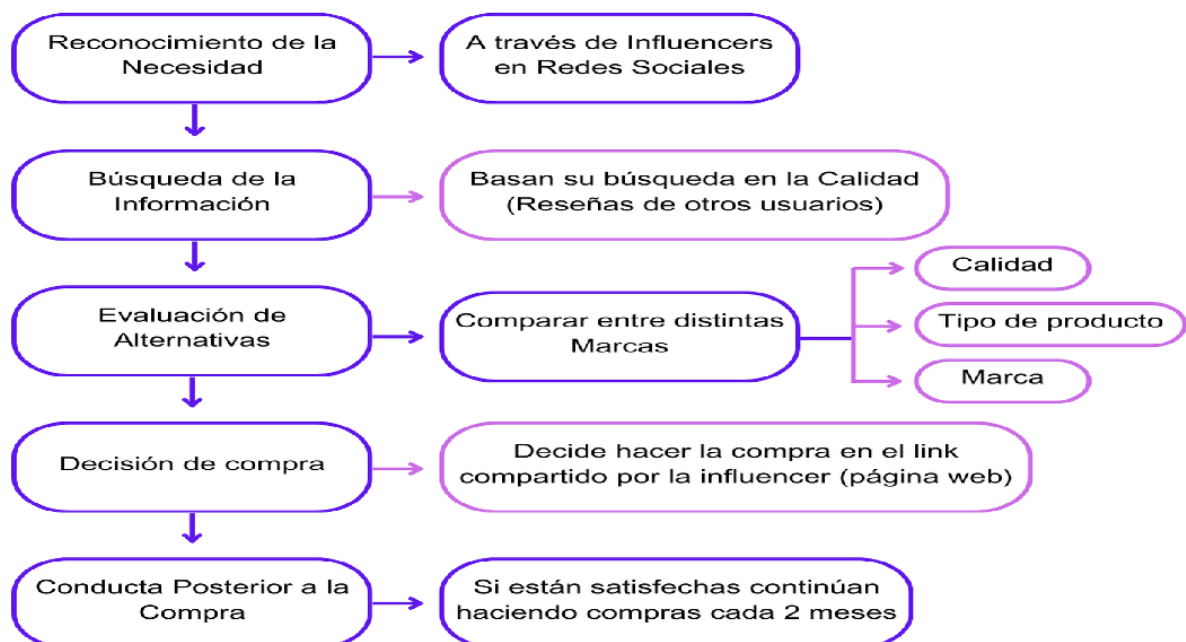 Reconocimiento de la
Necesidad
A través de Influencers
en Redes Sociales
Búsqueda de la
Información
Basan su búsqueda en la Calidad
(Reseñas de otros usuarios)
Evaluación de
Alternativas
Comparar entre distintas
Marcas
Calidad
Tipo de producto
Marca
Decisión de compra
Decide hacer la compra en el link
compartido por la influencer (página web)
Conducta Posterior a la
Compra
Si están satisfechas continúan
haciendo compras cada 2 meses